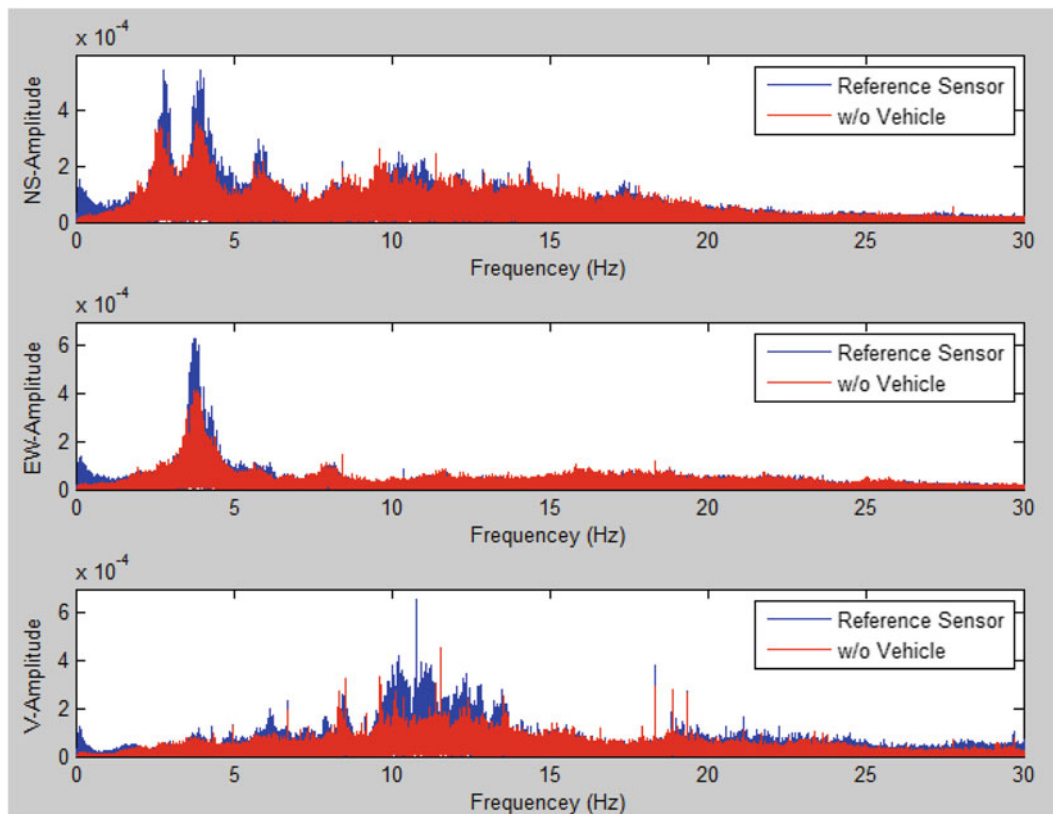 x 10^-4
NS-Amplitude
4
2
0
Reference Sensor
w/o Vehicle
0 5 10 15 20 25 30
Frequencey (Hz)
x 10^-4
EW-Amplitude
6
4
2
0
Reference Sensor
w/o Vehicle
0 5 10 15 20 25 30
Frequencey (Hz)
x 10^-4
V-Amplitude
6
4
2
0
Reference Sensor
w/o Vehicle
0 5 10 15 20 25 30
Frequencey (Hz)